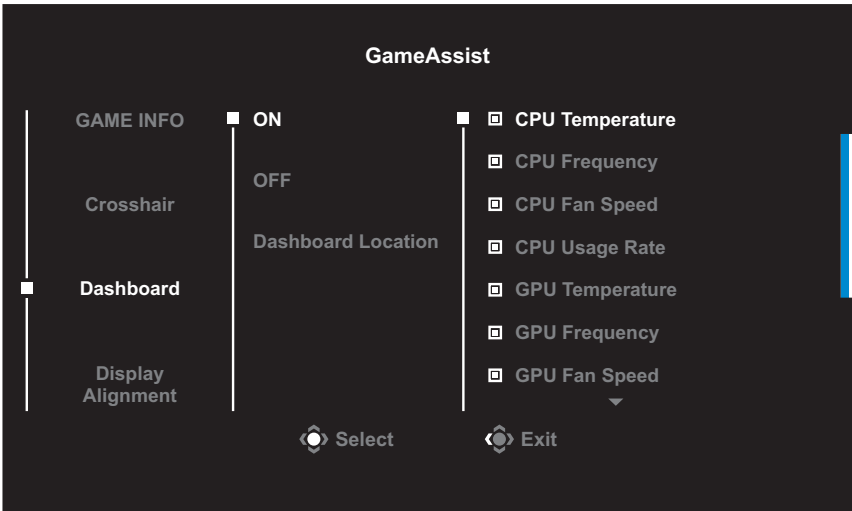 GameAssist
GAME INFO
Crosshair
Dashboard
Display
Alignment
ON
OFF
Dashboard Location
CPU Temperature
CPU Frequency
CPU Fan Speed
CPU Usage Rate
GPU Temperature
GPU Frequency
GPU Fan Speed
Select
Exit